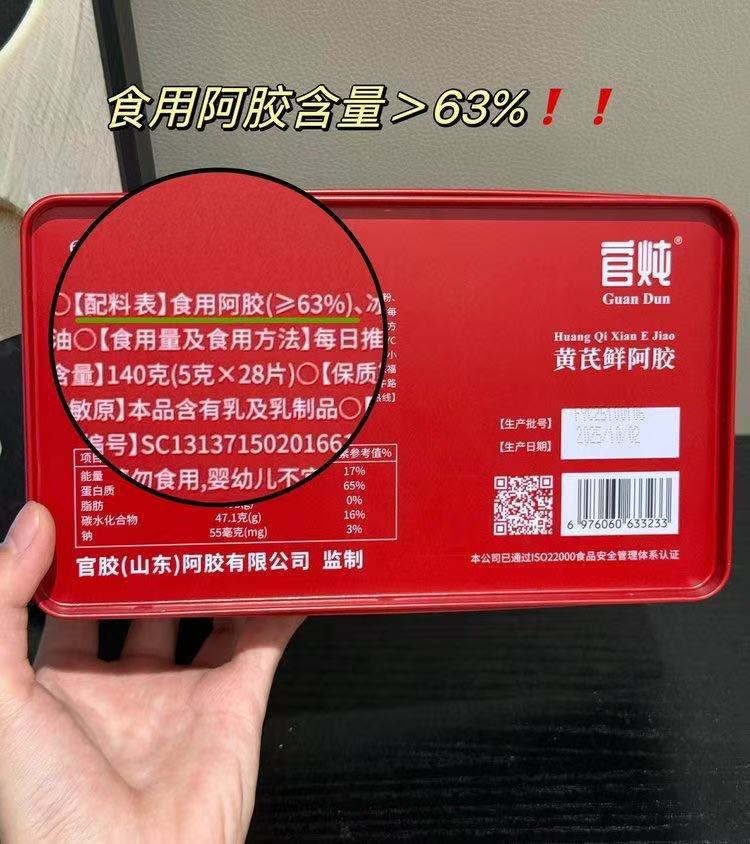 食用阿胶含量＞63%！！
官炖®
Guan Dun
Huang Qi Xian E Jiao
黄芪鲜阿胶
【生产批号】
【生产日期】2025/10/02
6 976060 633233
本公司已通过ISO22000食品安全管理体系认证
○【配料表】食用阿胶(≥63%)、冰
油○【食用量及食用方法】每日推
含量】140克(5克×28片)○【保质
敏原】本品含有乳及乳制品○
编号】SC1313715020166
勿食用,婴幼儿不
项目
素参考值%
能量 17%
蛋白质 65%
脂肪 0%
碳水化合物 47.1克(g) 16%
钠 55毫克(mg) 3%
官胶(山东)阿胶有限公司 监制